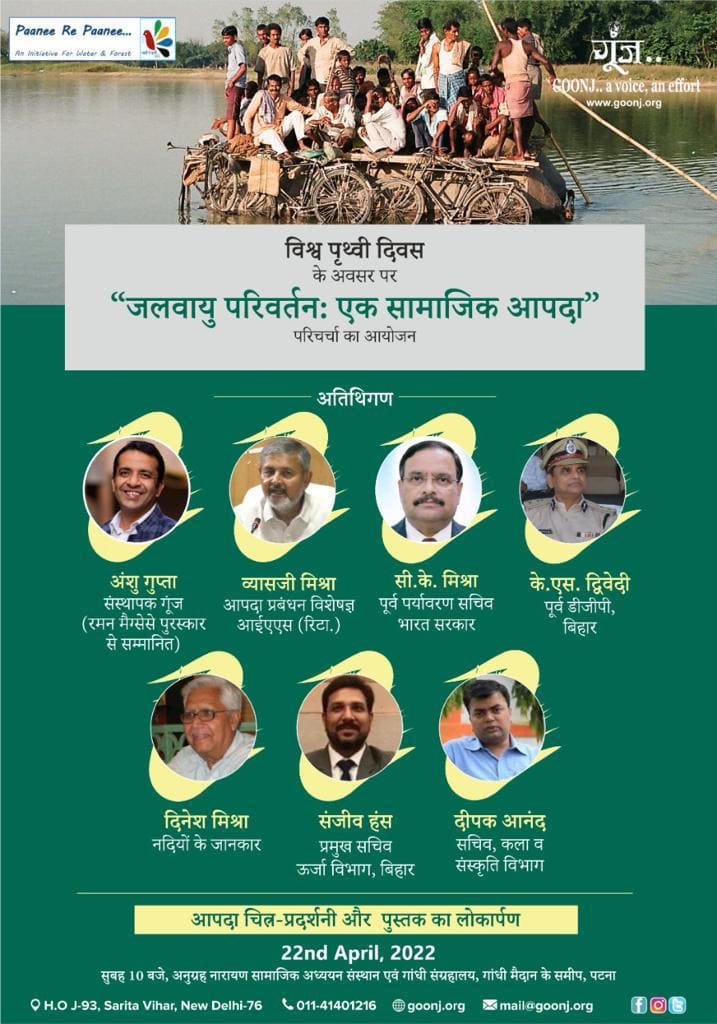 Paanee Re Paanee...
An Initiative For Water & Forest
गूंज..
GOONJ.. a voice, an effort
www.goonj.org
विश्व पृथ्वी दिवस
के अवसर पर
“जलवायु परिवर्तन: एक सामाजिक आपदा”
परिचर्चा का आयोजन
अतिथिगण
अंशु गुप्ता
संस्थापक गूंज
(रमन मैग्सेसे पुरस्कार
से सम्मानित)
व्यासजी मिश्रा
आपदा प्रबंधन विशेषज्ञ
आईएएस (रिटा.)
सी.के. मिश्रा
पूर्व पर्यावरण सचिव
भारत सरकार
के.एस. द्विवेदी
पूर्व डीजीपी,
बिहार
दिनेश मिश्रा
नदियों के जानकार
संजीव हंस
प्रमुख सचिव
ऊर्जा विभाग, बिहार
दीपक आनंद
सचिव, कला व
संस्कृति विभाग
आपदा चित्र-प्रदर्शनी और पुस्तक का लोकार्पण
22nd April, 2022
सुबह 10 बजे, अनुग्रह नारायण सामाजिक अध्ययन संस्थान एवं गांधी संग्रहालय, गांधी मैदान के समीप, पटना
H.O J-93, Sarita Vihar, New Delhi-76 011-41401216 goonj.org mail@goonj.org